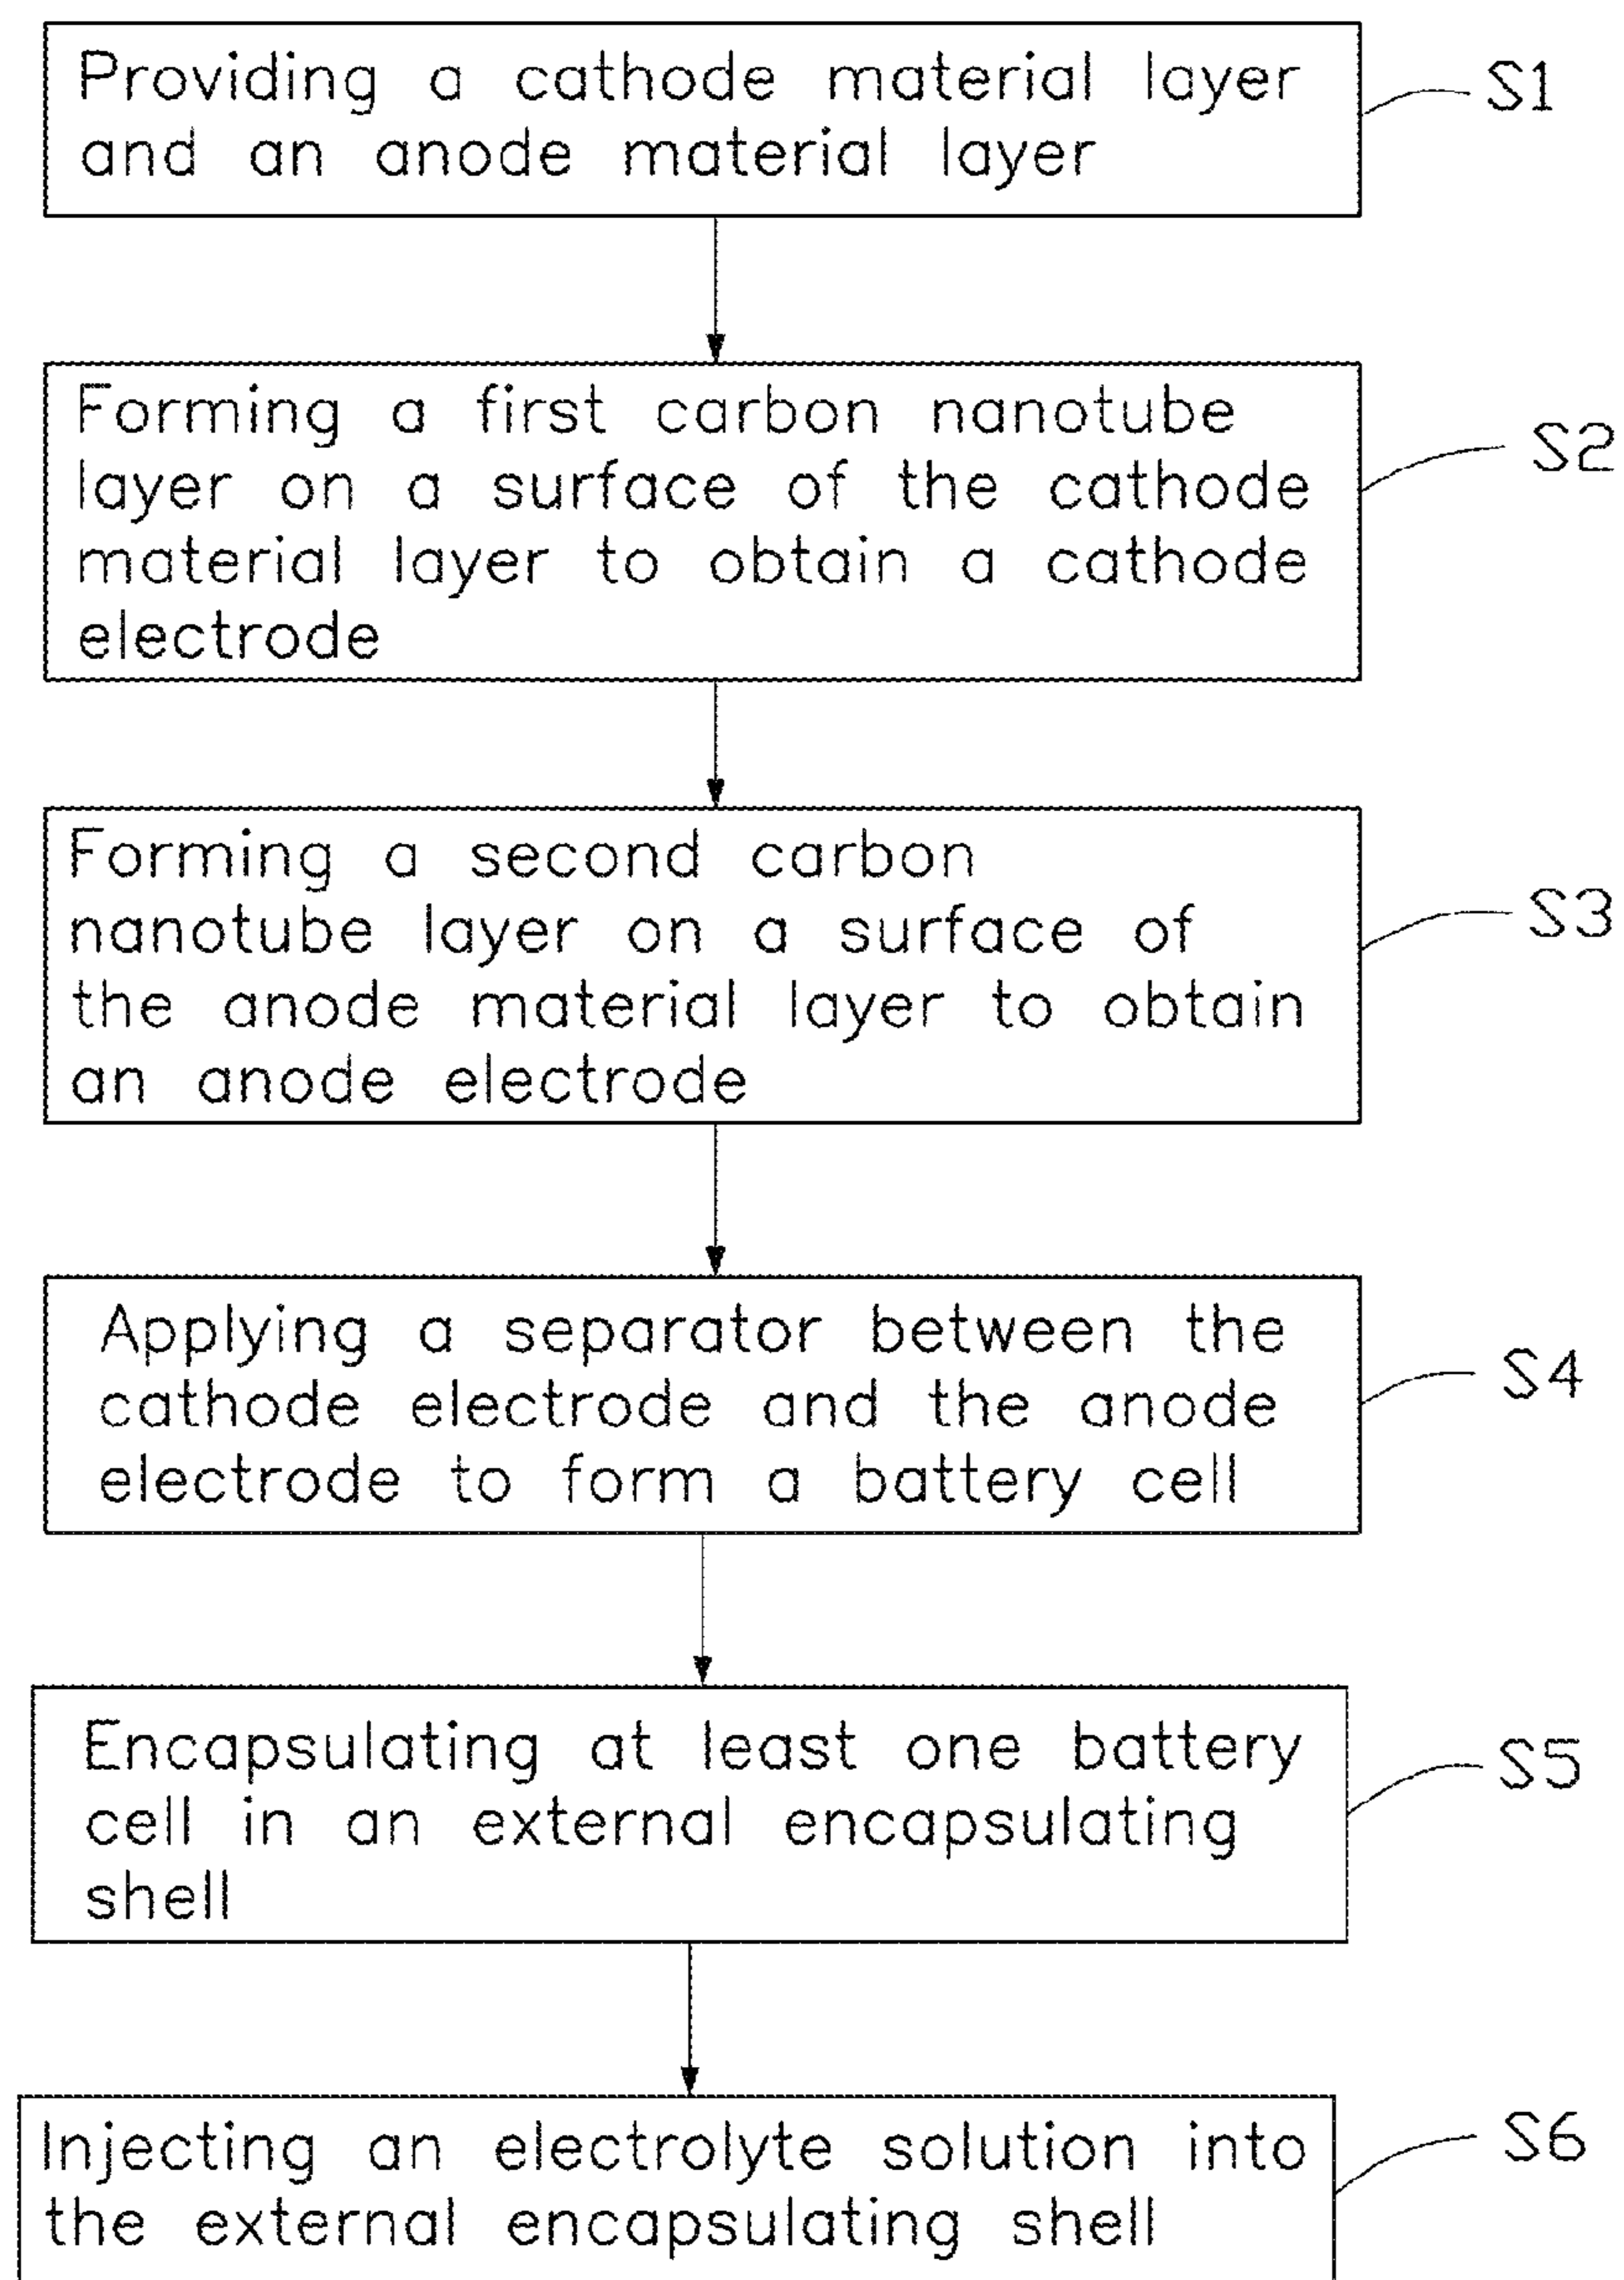 Providing a cathode material layer
and an anode material layer
S1
Forming a first carbon nanotube
layer on a surface of the cathode
material layer to obtain a cathode
electrode
S2
Forming a second carbon
nanotube layer on a surface of
the anode material layer to obtain
an anode electrode
S3
Applying a separator between the
cathode electrode and the anode
electrode to form a battery cell
S4
Encapsulating at least one battery
cell in an external encapsulating
shell
S5
Injecting an electrolyte solution into
the external encapsulating shell
S6